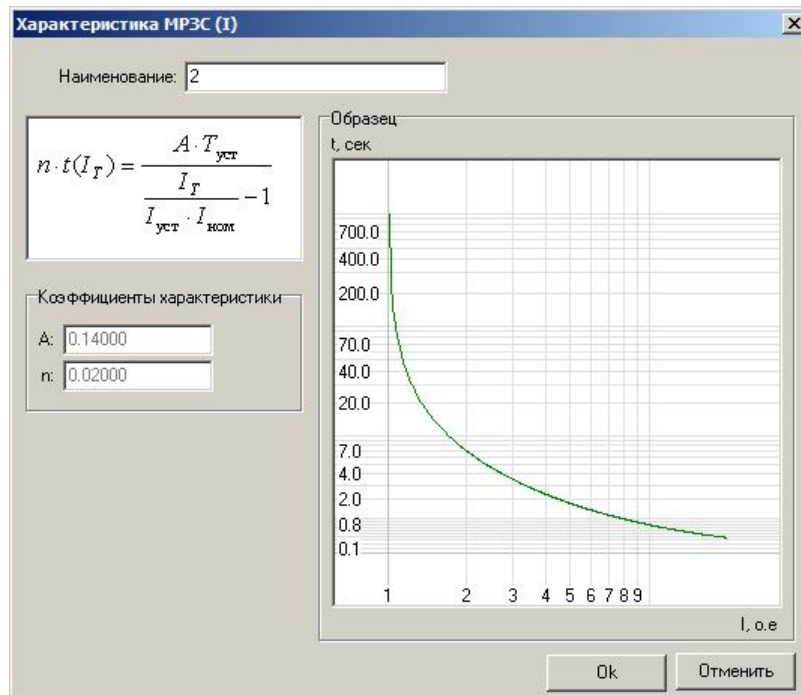 Характеристика МРЗС (I)
Наименование: 2
n · t(I_T) = (A · T_уст) / (I_T / (I_уст · I_ном) − 1)
Коэффициенты характеристики
A: 0.14000
n: 0.02000
Образец
t, сек
700.0
400.0
200.0
70.0
40.0
20.0
7.0
4.0
2.0
0.8
0.1
1 2 3 4 5 6 7 8 9
I, о.е
Ok Отменить